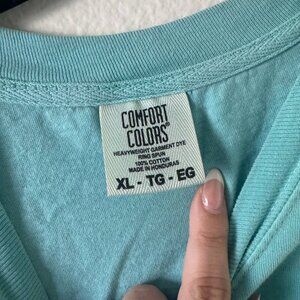 COMFORT
COLORS®
HEAVYWEIGHT GARMENT DYE
RING SPUN
100% COTTON
MADE IN HONDURAS
XL - TG - EG